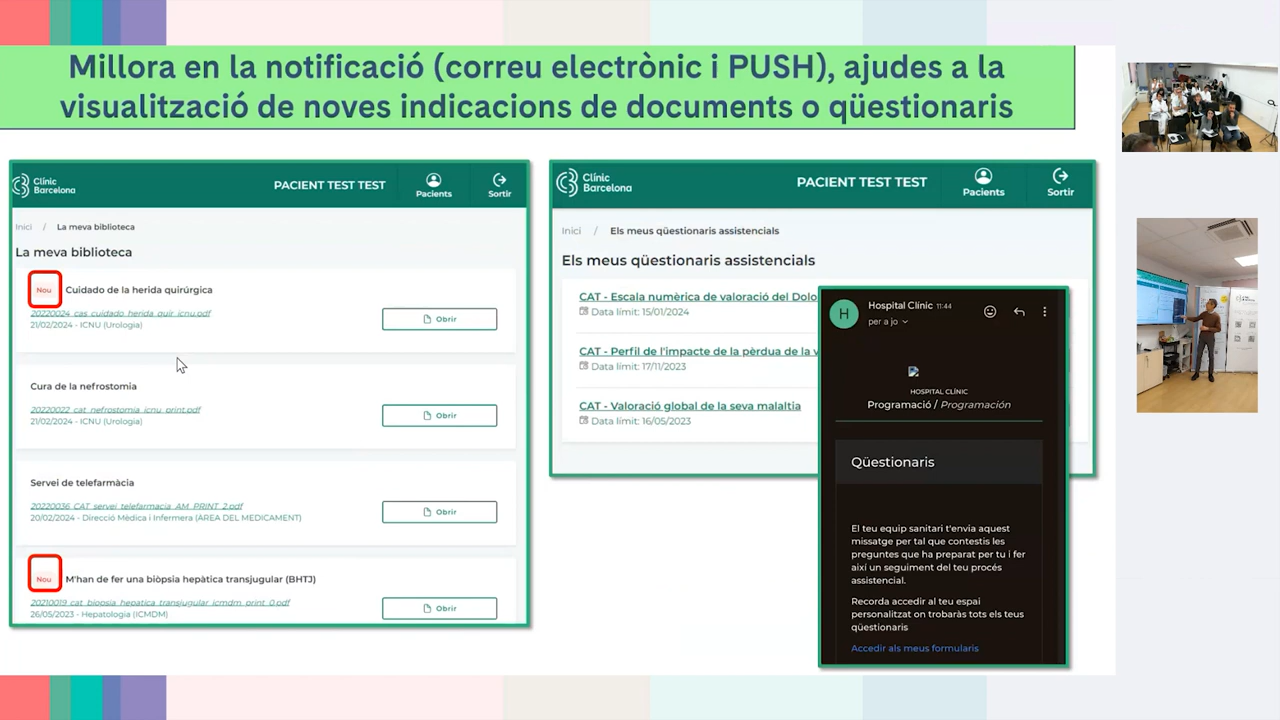 Millora en la notificació (correu electrònic i PUSH), ajudes a la
visualització de noves indicacions de documents o qüestionaris
Clínic
Barcelona
PACIENT TEST TEST
Pacients
Sortir
Inici / La meva biblioteca
La meva biblioteca
Nou Cuidado de la herida quirúrgica
20220024_cas_cuidado_herida_quir_icnu.pdf
21/02/2024 - ICNU (Urologia)
Obrir
Cura de la nefrostomia
20220022_cat_nefrostomia_icnu_print.pdf
21/02/2024 - ICNU (Urologia)
Obrir
Servei de telefarmàcia
20220036_CAT_servei_telefarmacia_AM_PRINT_2.pdf
20/02/2024 - Direcció Mèdica i Infermera (ÀREA DEL MEDICAMENT)
Obrir
Nou M'han de fer una biòpsia hepàtica transjugular (BHTJ)
20210019_cat_biopsia_hepatica_transjugular_icmdm_print_0.pdf
26/05/2023 - Hepatologia (ICMDM)
Obrir
Clínic
Barcelona
PACIENT TEST TEST
Pacients
Sortir
Inici / Els meus qüestionaris assistencials
Els meus qüestionaris assistencials
CAT - Escala numèrica de valoració del Dolo
Data límit: 15/01/2024
CAT - Perfil de l'impacte de la pèrdua de la v
Data límit: 17/11/2023
CAT - Valoració global de la seva malaltia
Data límit: 16/05/2023
H
Hospital Clínic 11:44
per a jo
HOSPITAL CLÍNIC
Programació / Programación
Qüestionaris
El teu equip sanitari t'envia aquest
missatge per tal que contestis les
preguntes que ha preparat per tu i fer
així un seguiment del teu procés
assistencial.
Recorda accedir al teu espai
personalitzat on trobaràs tots els teus
qüestionaris
Accedir als meus formularis